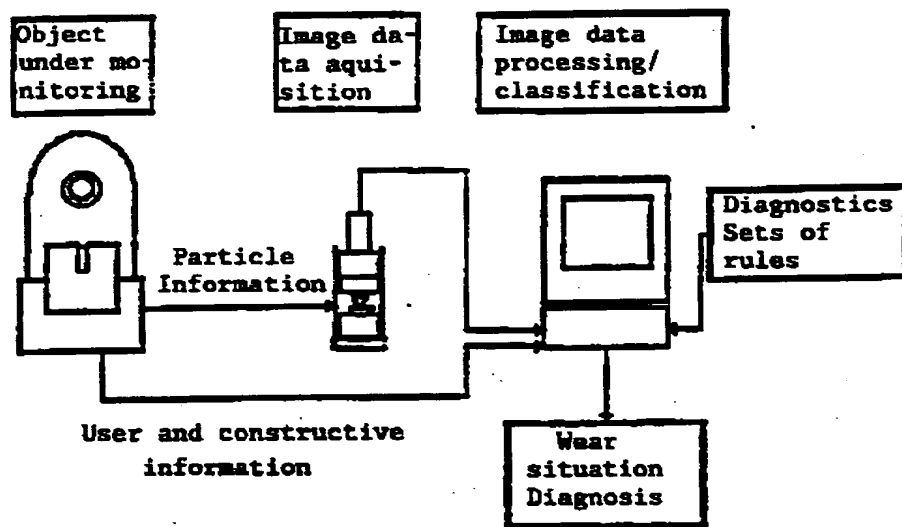 Object
under mo-
nitoring
Image da-
ta aqui-
sition
Image data
processing/
classification
Particle
Information
Diagnostics
Sets of
rules
User and constructive
information
Wear
situation
Diagnosis